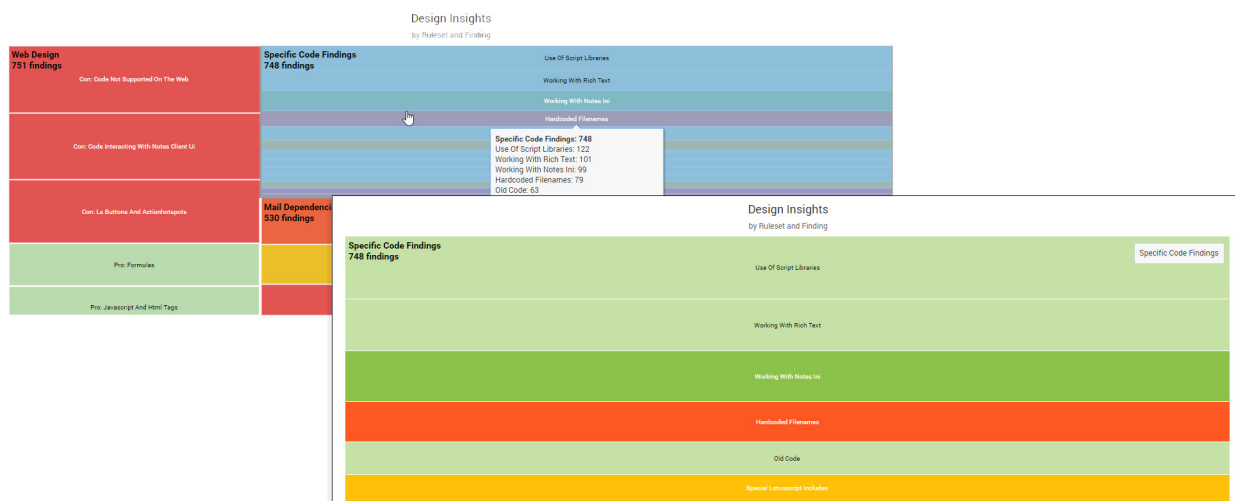 Design Insights
by Ruleset and Finding
Web Design
751 findings
Con: Code Not Supported On The Web
Con: Code Interacting With Notes Client Ui
Con: Ls Buttons And Actionhotspots
Pro: Formulas
Pro: Javascript And Html Tags
Specific Code Findings
748 findings
Use Of Script Libraries
Working With Rich Text
Working With Notes Ini
Hardcoded Filenames
Specific Code Findings: 748
Use Of Script Libraries: 122
Working With Rich Text: 101
Working With Notes Ini: 99
Hardcoded Filenames: 79
Old Code: 63
Mail Dependenci
530 findings
Design Insights
by Ruleset and Finding
Specific Code Findings
748 findings
Specific Code Findings
Use Of Script Libraries
Working With Rich Text
Working With Notes Ini
Hardcoded Filenames
Old Code
Special Lotusscript Includes